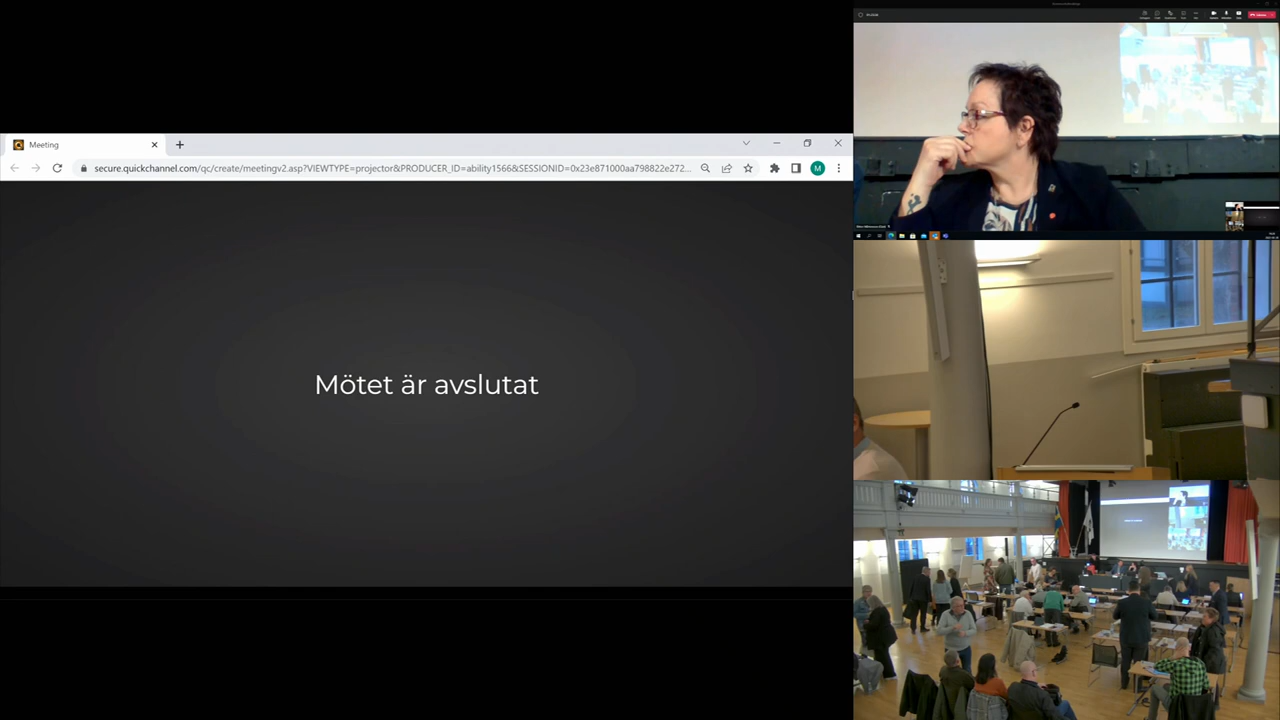 Meeting
secure.quickchannel.com/qc/create/meetingv2.asp?VIEWTYPE=projector&PRODUCER_ID=ability1566&SESSIONID=0x23e871000aa798822e272...
M
Mötet är avslutat